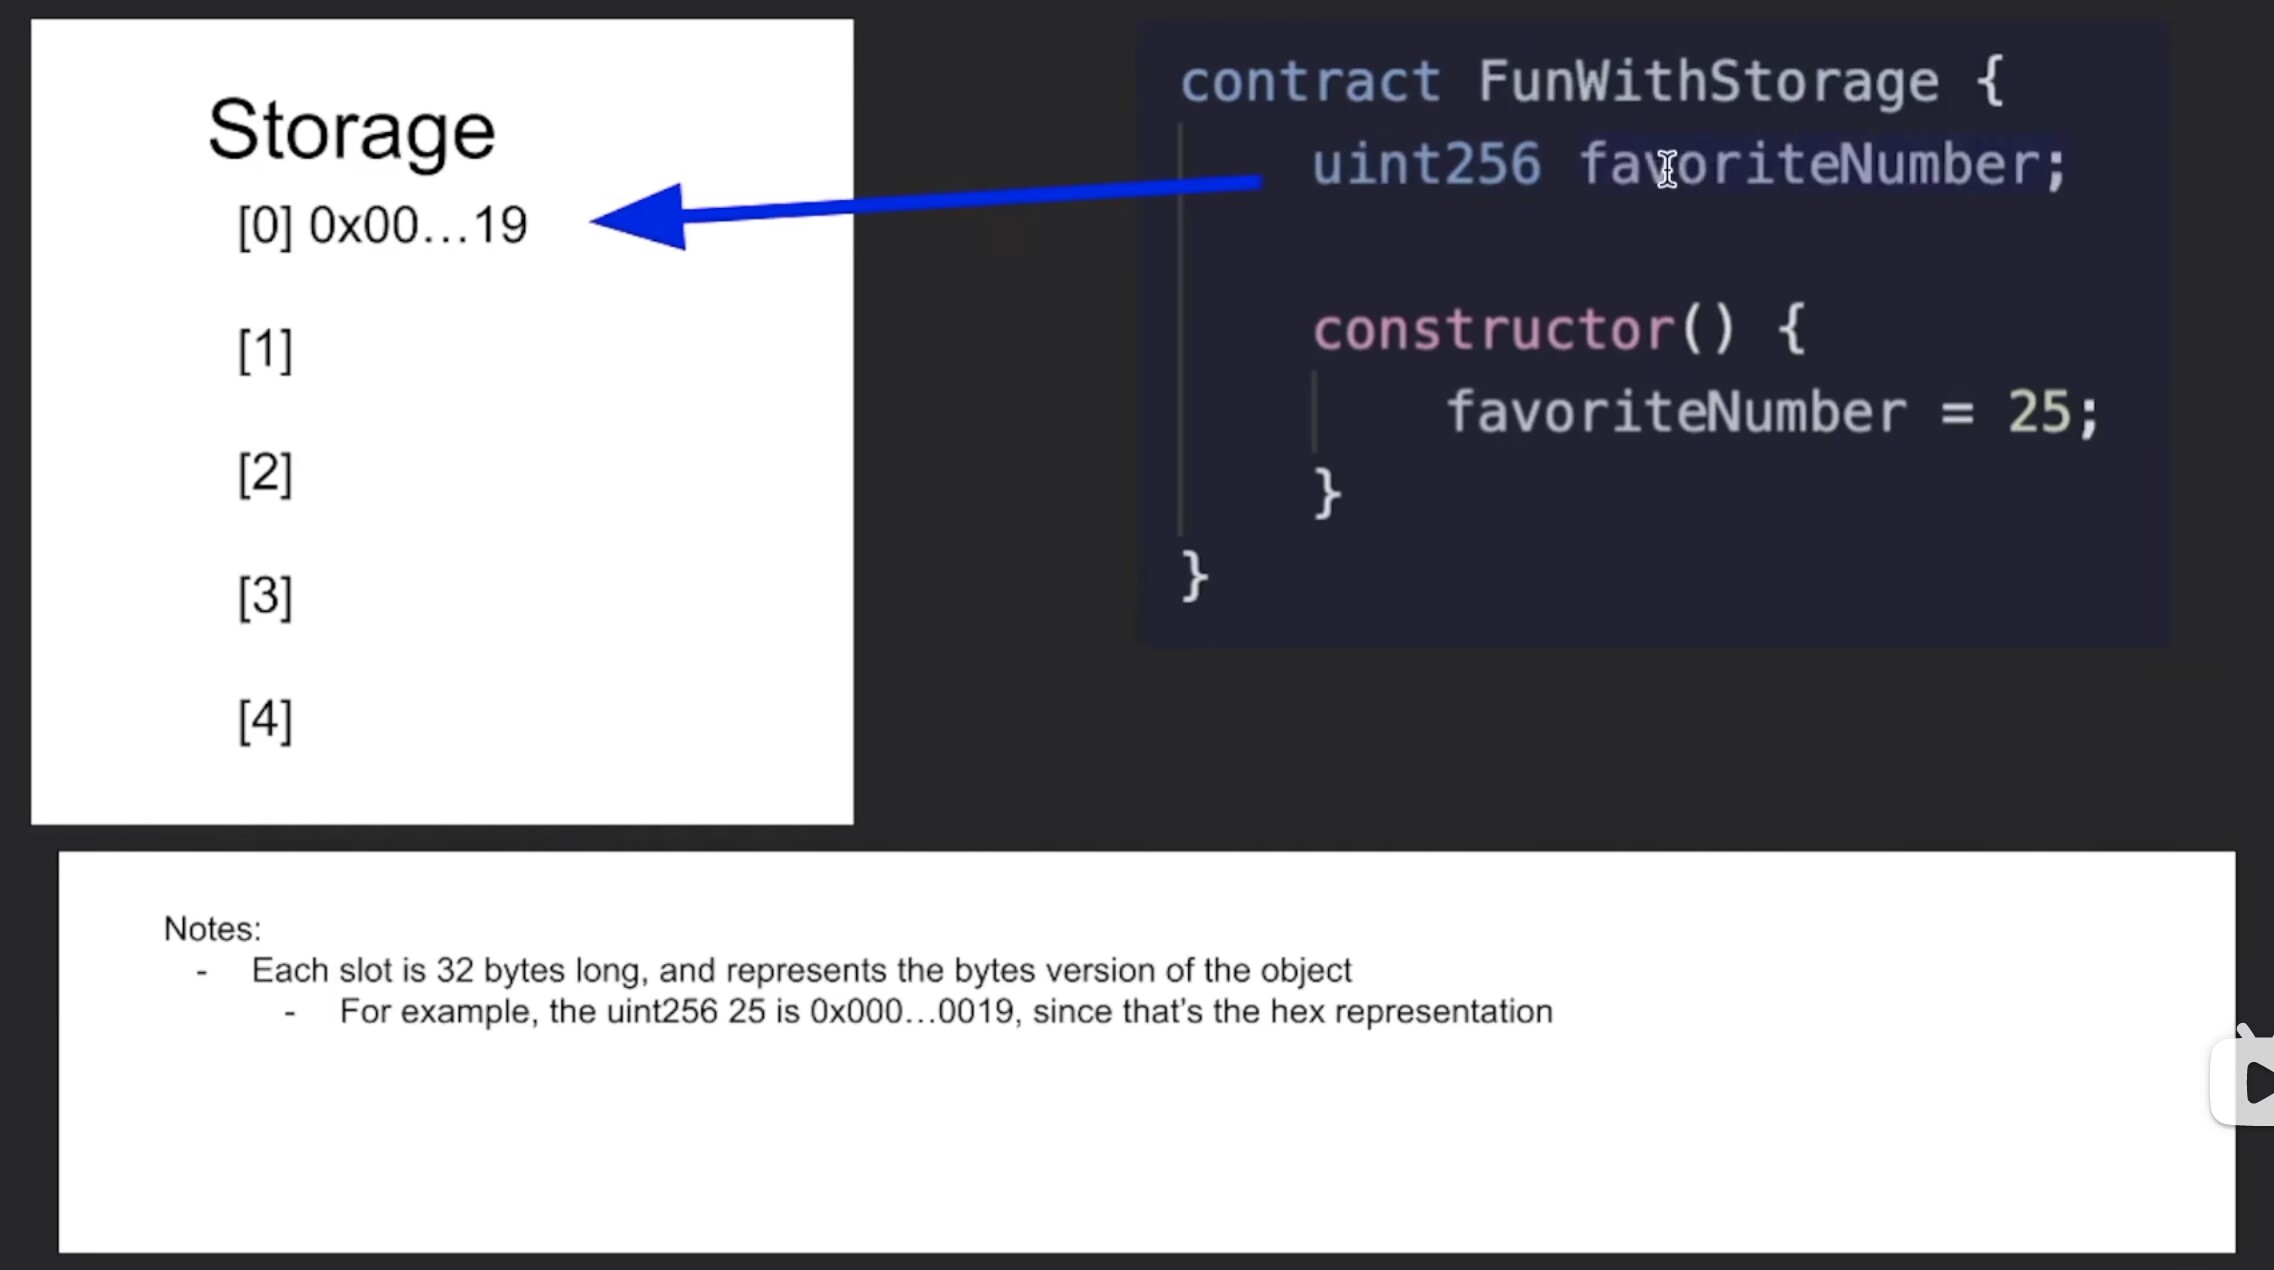 Storage
[0] 0x00...19
[1]
[2]
[3]
[4]
contract FunWithStorage {
uint256 favoriteNumber;
constructor() {
favoriteNumber = 25;
}
}
Notes:
- Each slot is 32 bytes long, and represents the bytes version of the object
- For example, the uint256 25 is 0x000...0019, since that's the hex representation